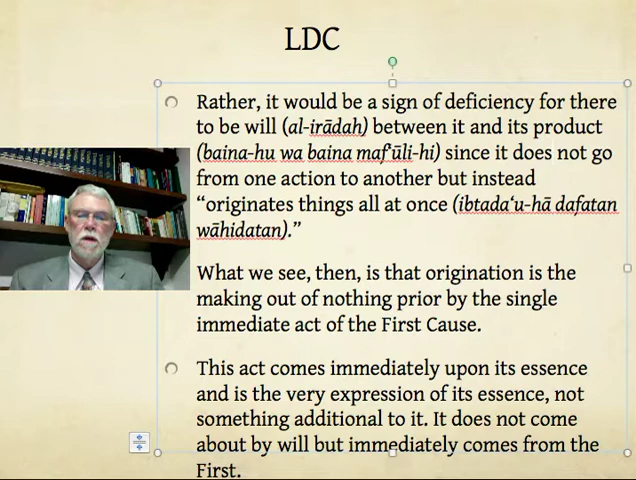 LDC
Rather, it would be a sign of deficiency for there
to be will (al-irādah) between it and its product
(baina-hu wa baina maf‘ūli-hi) since it does not go
from one action to another but instead
“originates things all at once (ibtada‘u-hā dafatan
wāhidatan).”
What we see, then, is that origination is the
making out of nothing prior by the single
immediate act of the First Cause.
This act comes immediately upon its essence
and is the very expression of its essence, not
something additional to it. It does not come
about by will but immediately comes from the
First.